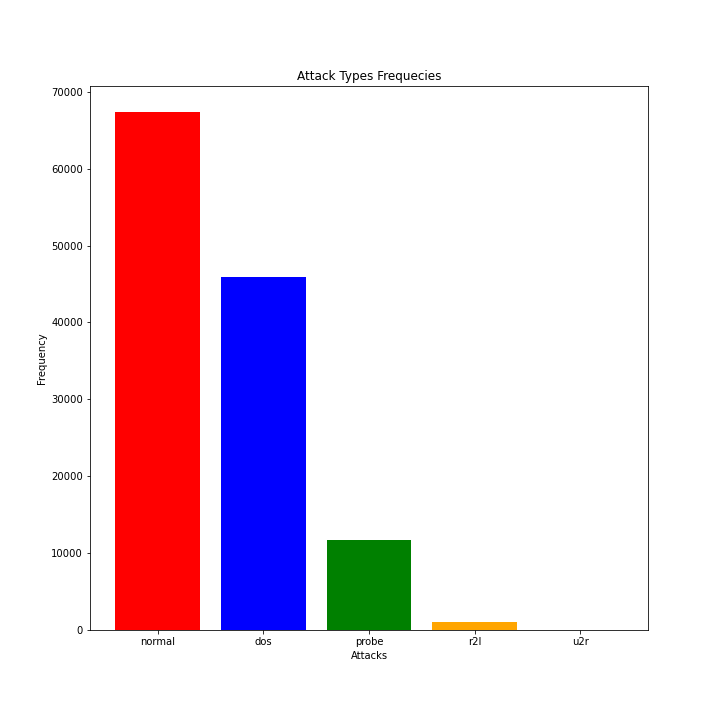 Attack Types Frequecies
70000
60000
50000
40000
30000
20000
10000
0
Frequency
normal dos probe r2l u2r
Attacks